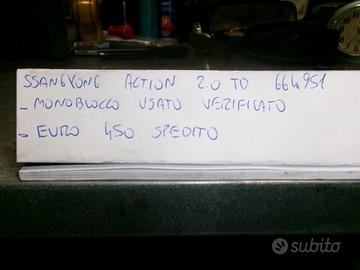 SSANGYONG ACTION 2.0 TD 664951
- MONOBLOCCO USATO VERIFICATO
- EURO 450 SPEDITO
subito